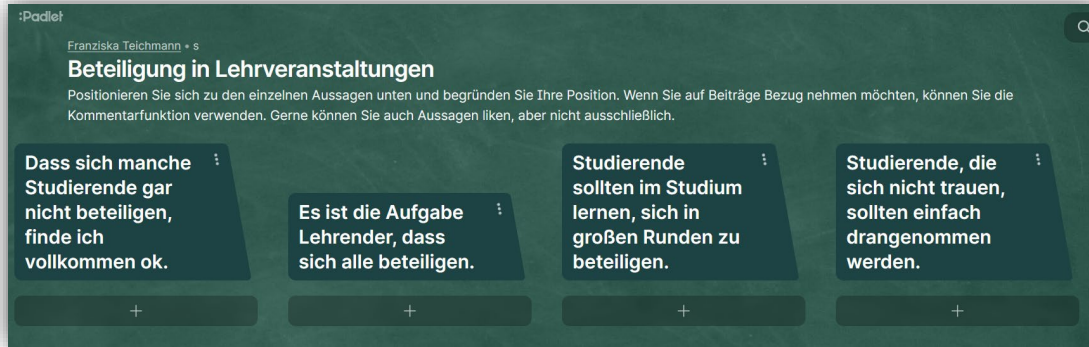 :Padlet
Franziska Teichmann • s
Beteiligung in Lehrveranstaltungen
Positionieren Sie sich zu den einzelnen Aussagen unten und begründen Sie Ihre Position. Wenn Sie auf Beiträge Bezug nehmen möchten, können Sie die
Kommentarfunktion verwenden. Gerne können Sie auch Aussagen liken, aber nicht ausschließlich.
Dass sich manche
Studierende gar
nicht beteiligen,
finde ich
vollkommen ok.
Es ist die Aufgabe
Lehrender, dass
sich alle beteiligen.
Studierende
sollten im Studium
lernen, sich in
großen Runden zu
beteiligen.
Studierende, die
sich nicht trauen,
sollten einfach
drangenommen
werden.